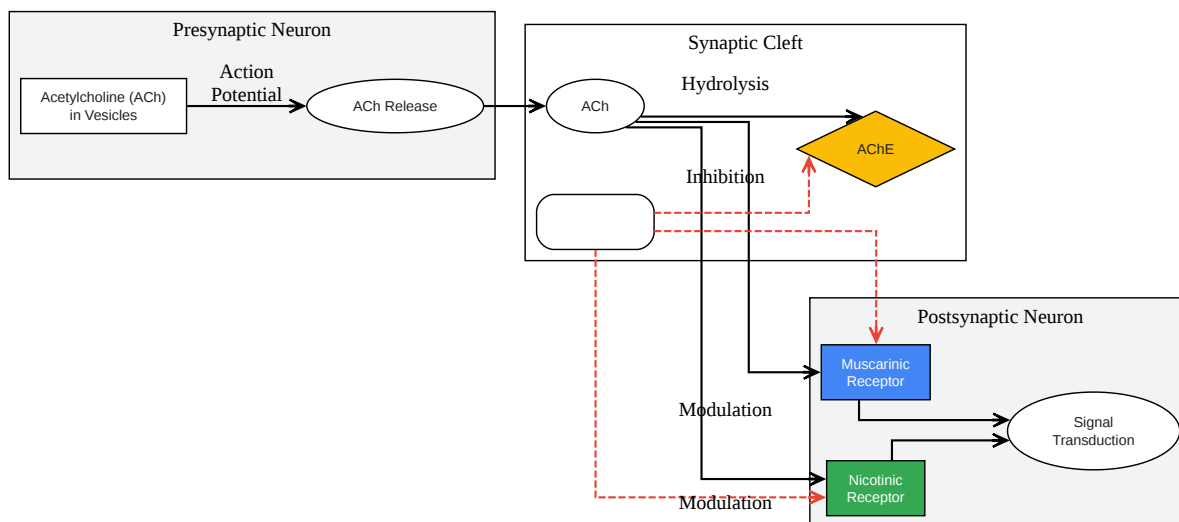 Presynaptic Neuron
Acetylcholine (ACh)
in Vesicles
Action
Potential
ACh Release
Synaptic Cleft
ACh
Hydrolysis
AChE
Inhibition
Postsynaptic Neuron
Muscarinic
Receptor
Modulation
Signal
Transduction
Nicotinic
Receptor
Modulation